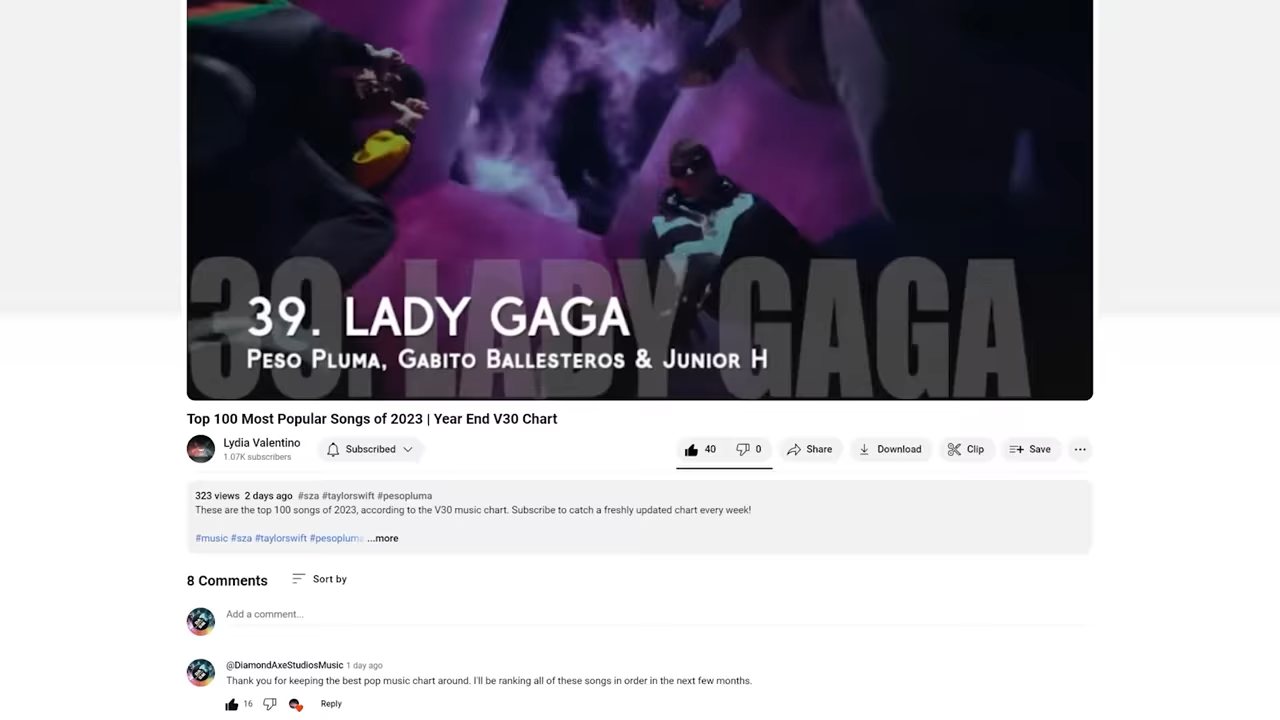 39. LADY GAGA
39. LADY GAGA
PESO PLUMA, GABITO BALLESTEROS & JUNIOR H
Top 100 Most Popular Songs of 2023 | Year End V30 Chart
Lydia Valentino
1.07K subscribers
Subscribed
40
0
Share
Download
Clip
Save
323 views 2 days ago #sza #taylorswift #pesopluma
These are the top 100 songs of 2023, according to the V30 music chart. Subscribe to catch a freshly updated chart every week!
#music #sza #taylorswift #pesopluma ...more
8 Comments
Sort by
Add a comment...
@DiamondAxeStudiosMusic 1 day ago
Thank you for keeping the best pop music chart around. I'll be ranking all of these songs in order in the next few months.
16
Reply